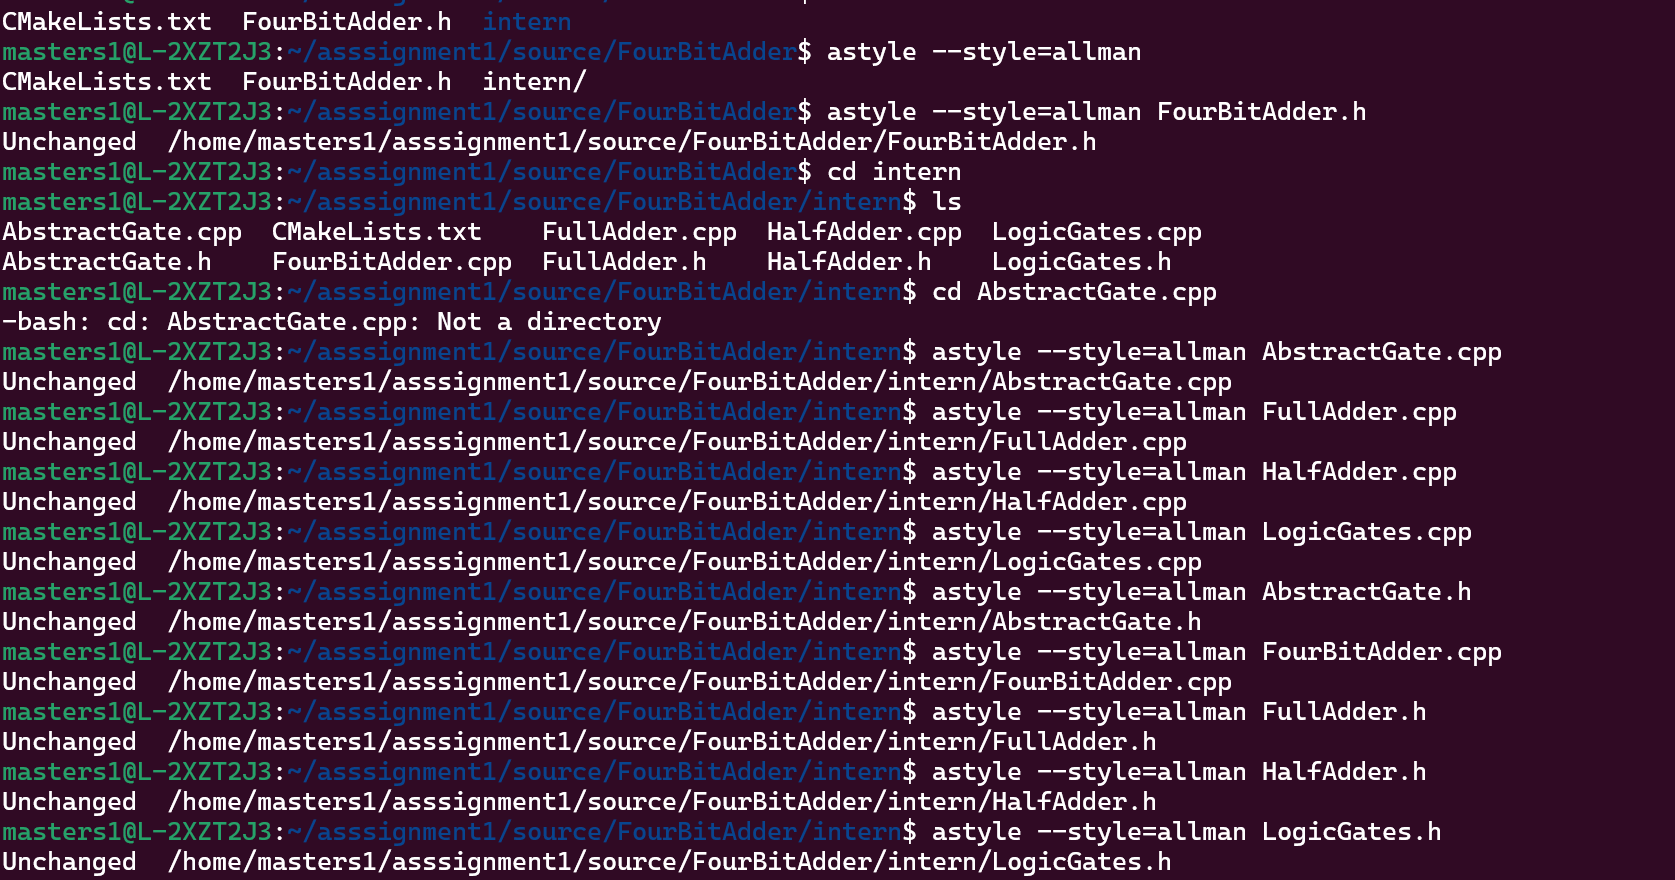 CMakeLists.txt  FourBitAdder.h  intern
masters1@L-2XZT2J3:~/asssignment1/source/FourBitAdder$ astyle --style=allman
CMakeLists.txt  FourBitAdder.h  intern/
masters1@L-2XZT2J3:~/asssignment1/source/FourBitAdder$ astyle --style=allman FourBitAdder.h
Unchanged  /home/masters1/asssignment1/source/FourBitAdder/FourBitAdder.h
masters1@L-2XZT2J3:~/asssignment1/source/FourBitAdder$ cd intern
masters1@L-2XZT2J3:~/asssignment1/source/FourBitAdder/intern$ ls
AbstractGate.cpp  CMakeLists.txt    FullAdder.cpp  HalfAdder.cpp  LogicGates.cpp
AbstractGate.h    FourBitAdder.cpp  FullAdder.h    HalfAdder.h    LogicGates.h
masters1@L-2XZT2J3:~/asssignment1/source/FourBitAdder/intern$ cd AbstractGate.cpp
-bash: cd: AbstractGate.cpp: Not a directory
masters1@L-2XZT2J3:~/asssignment1/source/FourBitAdder/intern$ astyle --style=allman AbstractGate.cpp
Unchanged  /home/masters1/asssignment1/source/FourBitAdder/intern/AbstractGate.cpp
masters1@L-2XZT2J3:~/asssignment1/source/FourBitAdder/intern$ astyle --style=allman FullAdder.cpp
Unchanged  /home/masters1/asssignment1/source/FourBitAdder/intern/FullAdder.cpp
masters1@L-2XZT2J3:~/asssignment1/source/FourBitAdder/intern$ astyle --style=allman HalfAdder.cpp
Unchanged  /home/masters1/asssignment1/source/FourBitAdder/intern/HalfAdder.cpp
masters1@L-2XZT2J3:~/asssignment1/source/FourBitAdder/intern$ astyle --style=allman LogicGates.cpp
Unchanged  /home/masters1/asssignment1/source/FourBitAdder/intern/LogicGates.cpp
masters1@L-2XZT2J3:~/asssignment1/source/FourBitAdder/intern$ astyle --style=allman AbstractGate.h
Unchanged  /home/masters1/asssignment1/source/FourBitAdder/intern/AbstractGate.h
masters1@L-2XZT2J3:~/asssignment1/source/FourBitAdder/intern$ astyle --style=allman FourBitAdder.cpp
Unchanged  /home/masters1/asssignment1/source/FourBitAdder/intern/FourBitAdder.cpp
masters1@L-2XZT2J3:~/asssignment1/source/FourBitAdder/intern$ astyle --style=allman FullAdder.h
Unchanged  /home/masters1/asssignment1/source/FourBitAdder/intern/FullAdder.h
masters1@L-2XZT2J3:~/asssignment1/source/FourBitAdder/intern$ astyle --style=allman HalfAdder.h
Unchanged  /home/masters1/asssignment1/source/FourBitAdder/intern/HalfAdder.h
masters1@L-2XZT2J3:~/asssignment1/source/FourBitAdder/intern$ astyle --style=allman LogicGates.h
Unchanged  /home/masters1/asssignment1/source/FourBitAdder/intern/LogicGates.h